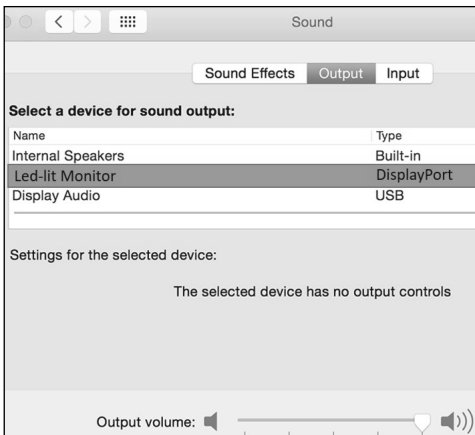 Sound
Sound Effects Output Input
Select a device for sound output:
Name Type
Internal Speakers Built-in
Led-lit Monitor DisplayPort
Display Audio USB
Settings for the selected device:
The selected device has no output controls
Output volume: